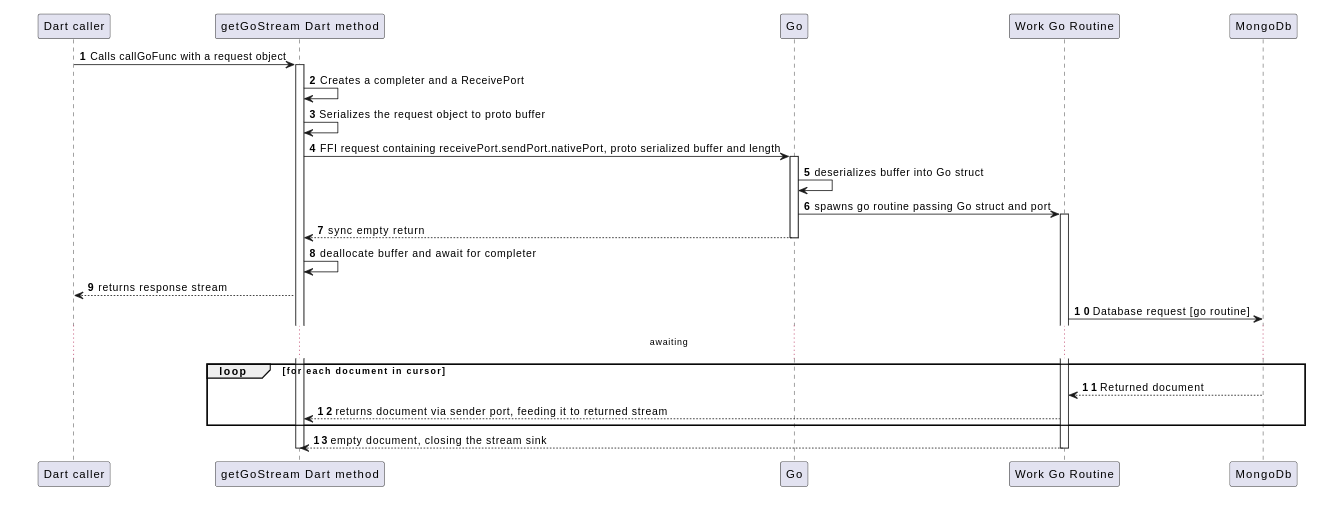 Dart caller
getGoStream Dart method
Go
Work Go Routine
MongoDb
1 Calls callGoFunc with a request object
2 Creates a completer and a ReceivePort
3 Serializes the request object to proto buffer
4 FFI request containing receivePort.sendPort.nativePort, proto serialized buffer and length
5 deserializes buffer into Go struct
6 spawns go routine passing Go struct and port
7 sync empty return
8 deallocate buffer and await for completer
9 returns response stream
10 Database request [go routine]
awaiting
loop [for each document in cursor]
11 Returned document
12 returns document via sender port, feeding it to returned stream
13 empty document, closing the stream sink
Dart caller
getGoStream Dart method
Go
Work Go Routine
MongoDb